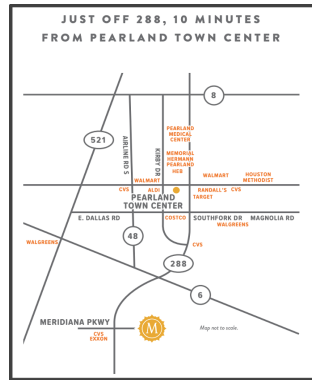 JUST OFF 288, 10 MINUTES
FROM PEARLAND TOWN CENTER
8
521
AIRLINE RD S
KIRBY DR
PEARLAND
MEDICAL
CENTER
MEMORIAL
HERMANN
PEARLAND
HEB
WALMART
WALMART
HOUSTON
METHODIST
CVS
ALDI
RANDALL'S
CVS
PEARLAND
TOWN CENTER
TARGET
E. DALLAS RD
COSTCO
SOUTHFORK DR
MAGNOLIA RD
WALGREENS
WALGREENS
48
CVS
288
6
MERIDIANA PKWY
M
Map not to scale.
CVS
EXXON